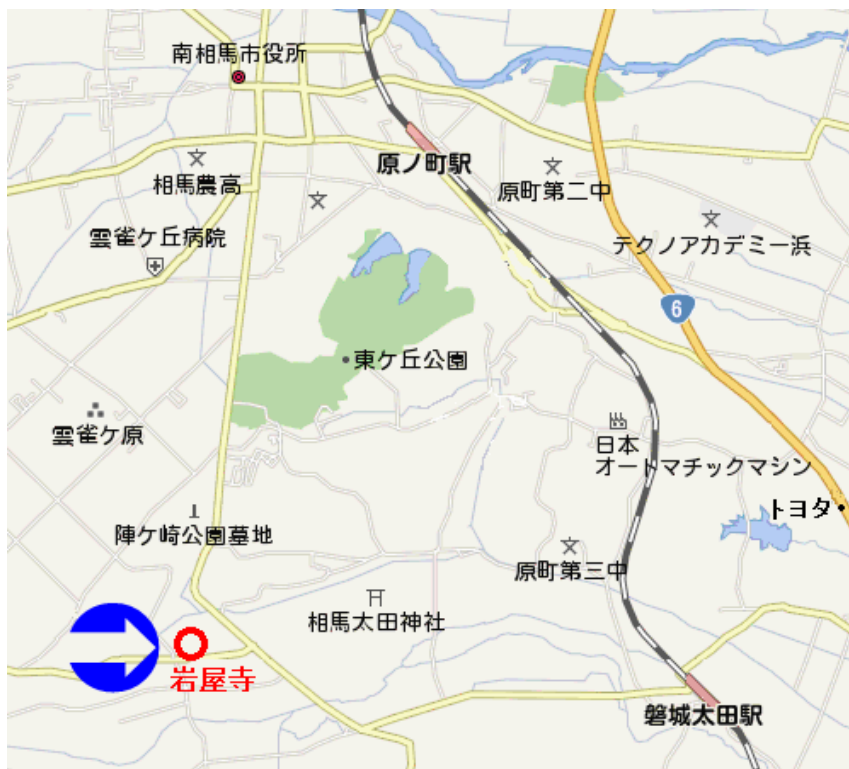 南相馬市役所
原ノ町駅
相馬農高
原町第二中
雲雀ケ丘病院
テクノアカデミー浜
6
東ケ丘公園
雲雀ケ原
日本
オートマチックマシン
トヨタ
陣ケ崎公園墓地
原町第三中
相馬太田神社
岩屋寺
磐城太田駅